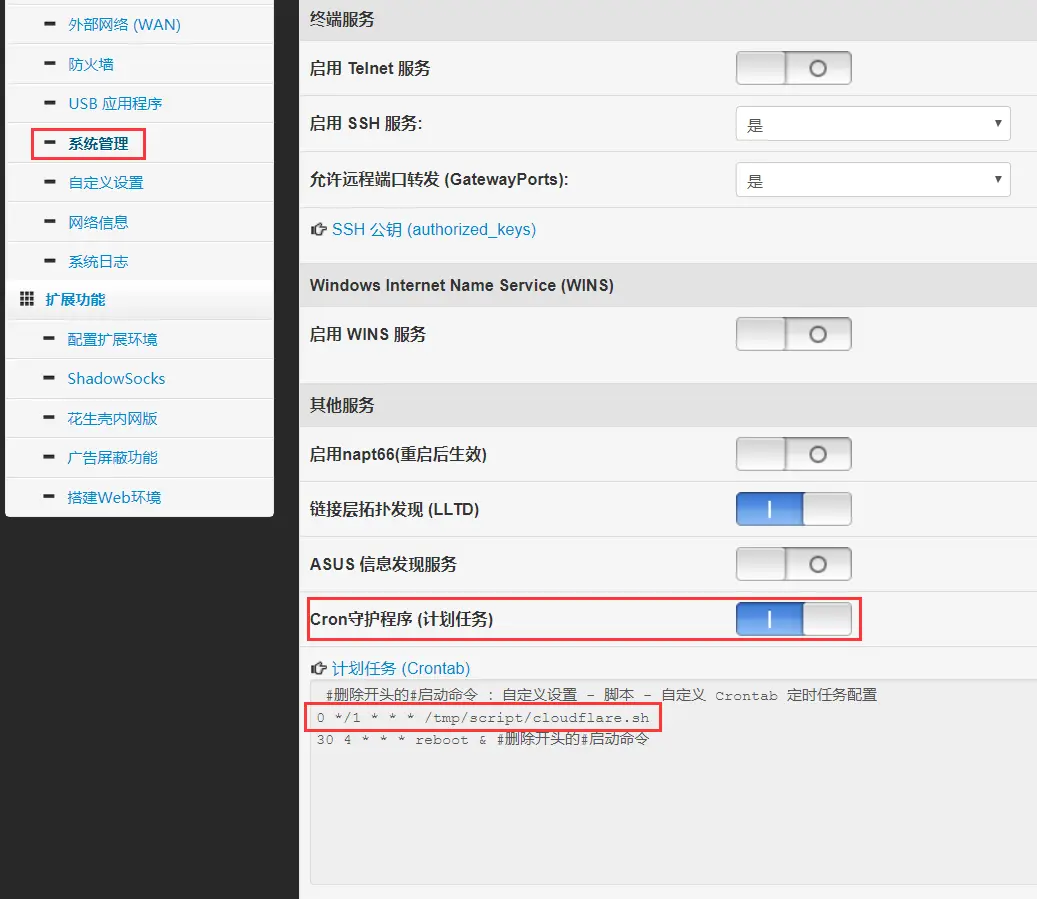 外部网络 (WAN)
防火墙
USB 应用程序
系统管理
自定义设置
网络信息
系统日志
扩展功能
配置扩展环境
ShadowSocks
花生壳内网版
广告屏蔽功能
搭建Web环境
终端服务
启用 Telnet 服务
启用 SSH 服务:
是
允许远程端口转发 (GatewayPorts):
是
SSH 公钥 (authorized_keys)
Windows Internet Name Service (WINS)
启用 WINS 服务
其他服务
启用napt66(重启后生效)
链接层拓扑发现 (LLTD)
ASUS 信息发现服务
Cron守护程序 (计划任务)
计划任务 (Crontab)
#删除开头的#启动命令 : 自定义设置 - 脚本 - 自定义 Crontab 定时任务配置
0 */1 * * * /tmp/script/cloudflare.sh
30 4 * * * reboot & #删除开头的#启动命令